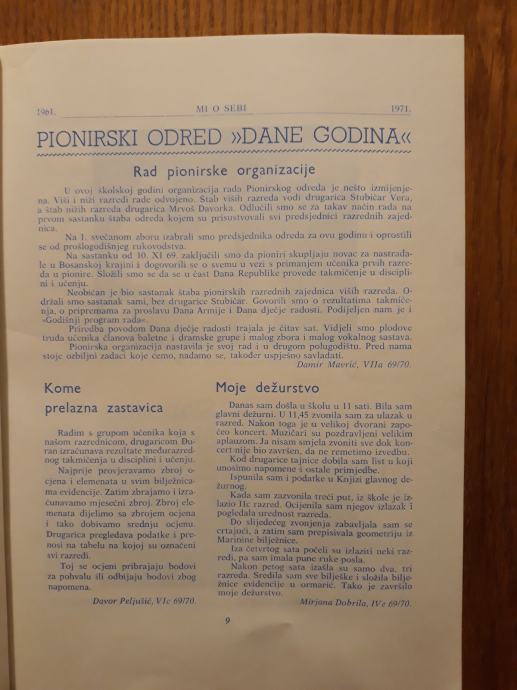 1961.
MI O SEBI
1971.
PIONIRSKI ODRED »DANE GODINA«
Rad pionirske organizacije
U ovoj školskoj godini organizacija rada Pionirskog odreda je nešto izmijenje-
na. Viši i niži razredi rade odvojeno. Štab viših razreda vodi drugarica Stubičar Vera,
a štab nižih razreda drugarica Mrvoš Davorka. Odlučili smo se za takav način rada na
prvom sastanku štaba odreda kojem su prisustvovali svi predsjednici razrednih zajed-
nica.
Na 1. svečanom zboru izabrali smo predsjednika odreda za ovu godinu i oprostili
se od prošlogodišnjeg rukovodstva.
Na sastanku od 10. XI 69. zaključili smo da pioniri skupljaju novac za nastrada-
le u Bosanskoj krajini i dogovorili se o svemu u vezi s primanjem učenika prvih razre-
da u pionire. Složili smo se da se u čast Dana Republike provede takmičenje u discipli-
ni i učenju.
Neobičan je bio sastanak štaba pionirskih razrednih zajednica viših razreda. O-
držali smo sastanak sami, bez drugarice Stubičar. Govorili smo o rezultatima takmiče-
nja, o pripremama za proslavu Dana Armije i Dana dječje radosti. Podijeljen nam je i
»Godišnji program rada«.
Priredba povodom Dana dječje radosti trajala je čitav sat. Vidjeli smo plodove
truda učenika članova baletne i dramske grupe i malog zbora i malog vokalnog sastava.
Pionirska organizacija nastavila je svoj rad i u drugom polugodištu. Pred nama
stoje ozbiljni zadaci koje ćemo, nadamo se, također uspješno savladati.
Damir Mavrić, VIIa 69/70.
Kome
prelazna zastavica
Radim s grupom učenika koja s
našom razrednicom, drugaricom Đu-
ran izračunava rezultate međurazred-
nog takmičenja u disciplini i učenju.
Najprije provjeravamo zbroj o-
cjena i elemenata u svim bilježnica-
ma evidencije. Zatim zbrajamo i izra-
čunavamo mjesečni zbroj. Zbroj ele-
menata dijelimo sa zbrojem ocjena
i tako dobivamo srednju ocjenu.
Drugarica pregledava podatke i pre-
nosi na tabelu na kojoj su označeni
svi razredi.
Toj se ocjeni pribrajaju bodovi
za pohvalu ili odbijaju bodovi zbog
napomena.
Davor Peljušić, VIc 69/70.
Moje dežurstvo
Danas sam došla u školu u 11 sati. Bila sam
glavni dežurni. U 11,45 zvonila sam za ulazak u
razred. Nakon toga je u velikoj dvorani zapo-
čeo koncert. Muzičari su pozdravljeni velikim
aplauzom. Ja nisam smjela zvoniti sve dok kon-
cert nije bio završen, da ne remetimo izvedbu.
Kod drugarice tajnice dobila sam list u koji
unosimo napomene i ostale primjedbe.
Ispunila sam i podatke u Knjizi glavnog de-
žurnog.
Kada sam zazvonila treći put, iz škole je iz-
lazio IIc razred. Ocijenila sam njegov izlazak i
pogledala urednost razreda.
Do slijedećeg zvonjenja zabavljala sam se
crtajući, a zatim sam prepisivala geometriju iz
Marinine bilježnice.
Iza četvrtog sata počeli su izlaziti neki raz-
redi, pa sam imala pune ruke posla.
Nakon petog sata izašla su samo dva, tri
razreda. Sredila sam sve bilješke i složila bilje-
žnice evidencije u ormarić. Tako je završilo
moje dežurstvo.
Mirjana Dobrila, IVc 69/70.
9